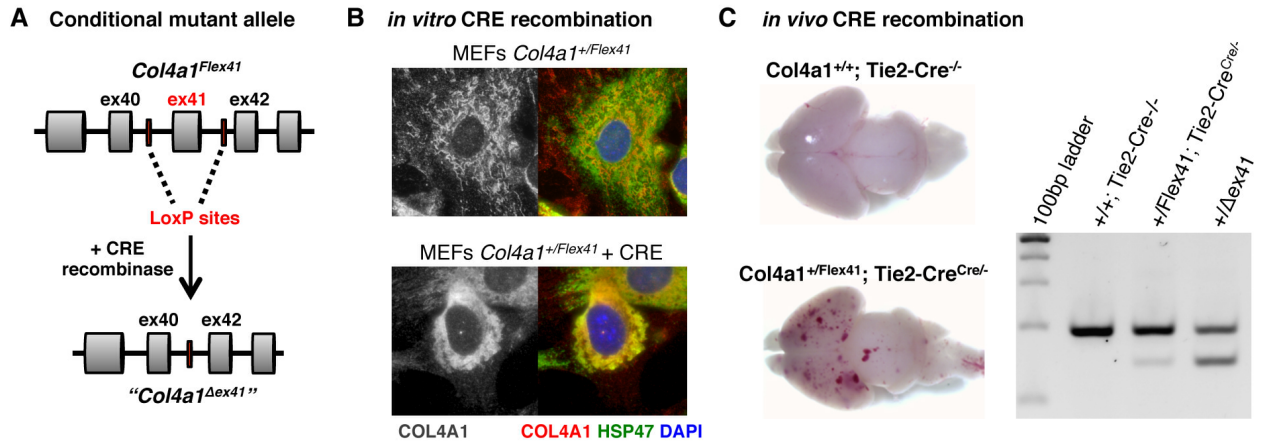 A Conditional mutant allele
Col4a1Flex41
ex40 ex41 ex42
LoxP sites
+ CRE
recombinase
ex40 ex42
“Col4a1Δex41”
B in vitro CRE recombination
MEFs Col4a1+/Flex41
MEFs Col4a1+/Flex41 + CRE
COL4A1 COL4A1 HSP47 DAPI
C in vivo CRE recombination
Col4a1+/+; Tie2-Cre-/-
Col4a1+/Flex41; Tie2-CreCre/-
100bp ladder
+/+; Tie2-Cre-/-
+/Flex41; Tie2-CreCre/-
+/Δex41